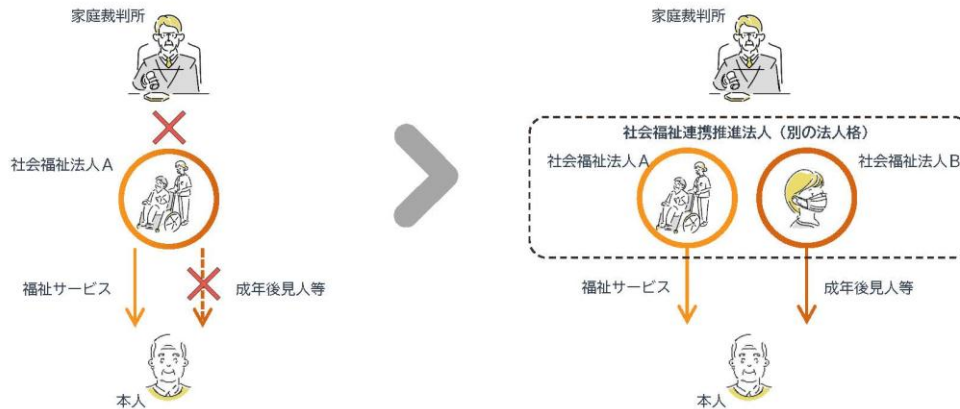 家庭裁判所
社会福祉法人A
福祉サービス
成年後見人等
本人
家庭裁判所
社会福祉連携推進法人（別の法人格）
社会福祉法人A
社会福祉法人B
福祉サービス
成年後見人等
本人